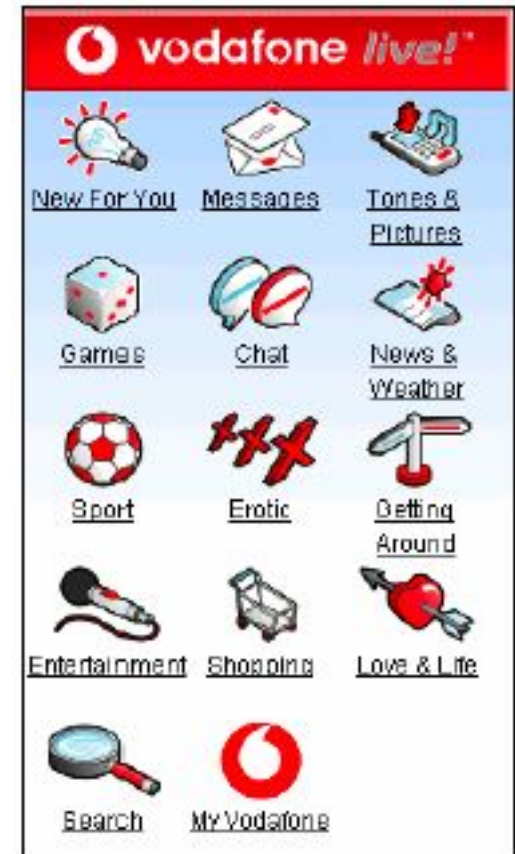 vodafone live!™
New For You Messages Tones &
Pictures
Games Chat News &
Weather
Sport Erotic Getting
Around
Entertainment Shopping Love & Life
Search My Vodafone